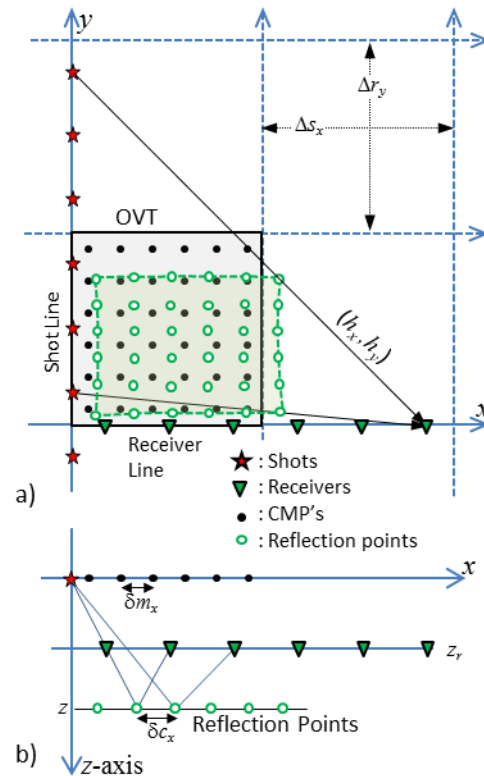 y
Δr_y
Δs_x
OVT
Shot Line
(h_x, h_y)
x
Receiver Line
: Shots
: Receivers
: CMP's
: Reflection points
a)
x
δm_x
z_r
z
δc_x
Reflection Points
b)
z-axis